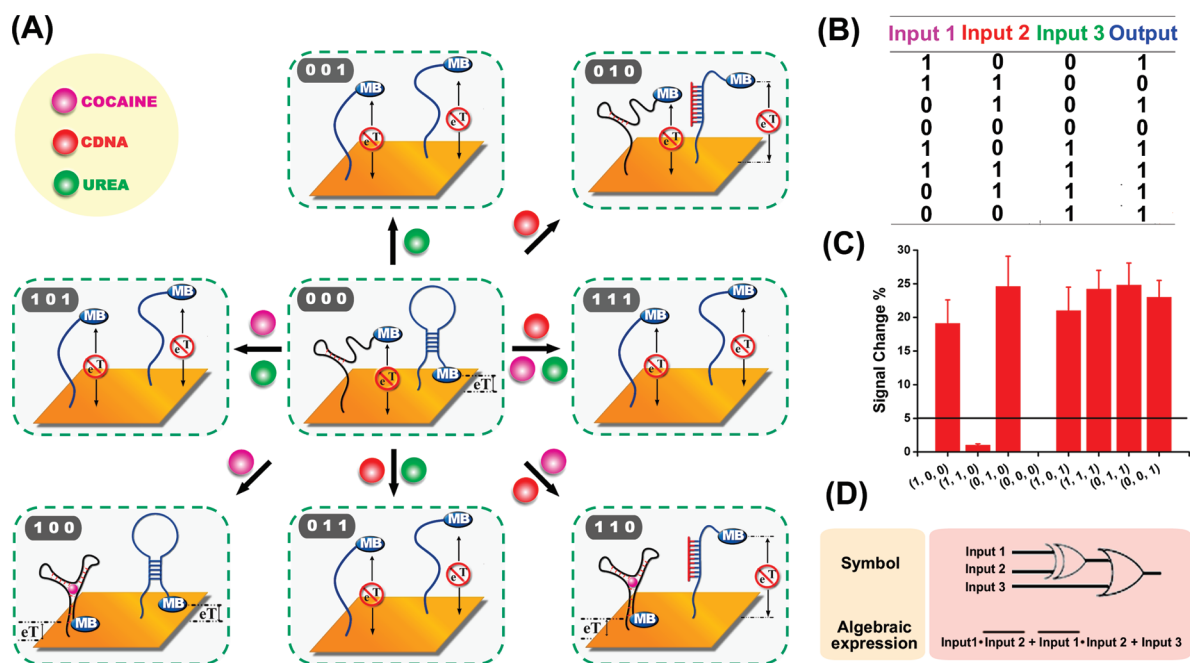 (A)
COCAINE
CDNA
UREA
0 0 1
MB
MB
eT
eT
0 1 0
MB
MB
eT
eT
1 0 1
MB
MB
eT
eT
0 0 0
MB
MB
eT
eT
1 1 1
MB
MB
eT
eT
1 0 0
MB
MB
eT
eT
0 1 1
MB
MB
eT
eT
1 1 0
MB
MB
eT
eT
(B)
Input 1 Input 2 Input 3 Output
1 0 0 1
1 1 0 0
0 1 0 1
0 0 0 0
1 0 1 1
1 1 1 1
0 1 1 1
0 0 1 1
(C)
Signal Change %
30
25
20
15
10
5
0
(1, 0, 0) (1, 1, 0) (0, 1, 0) (0, 0, 0) (1, 0, 1) (1, 1, 1) (0, 1, 1) (0, 0, 1)
(D)
Symbol
Input 1
Input 2
Input 3
Algebraic
expression
Input1• Input 2 + Input 1• Input 2 + Input 3